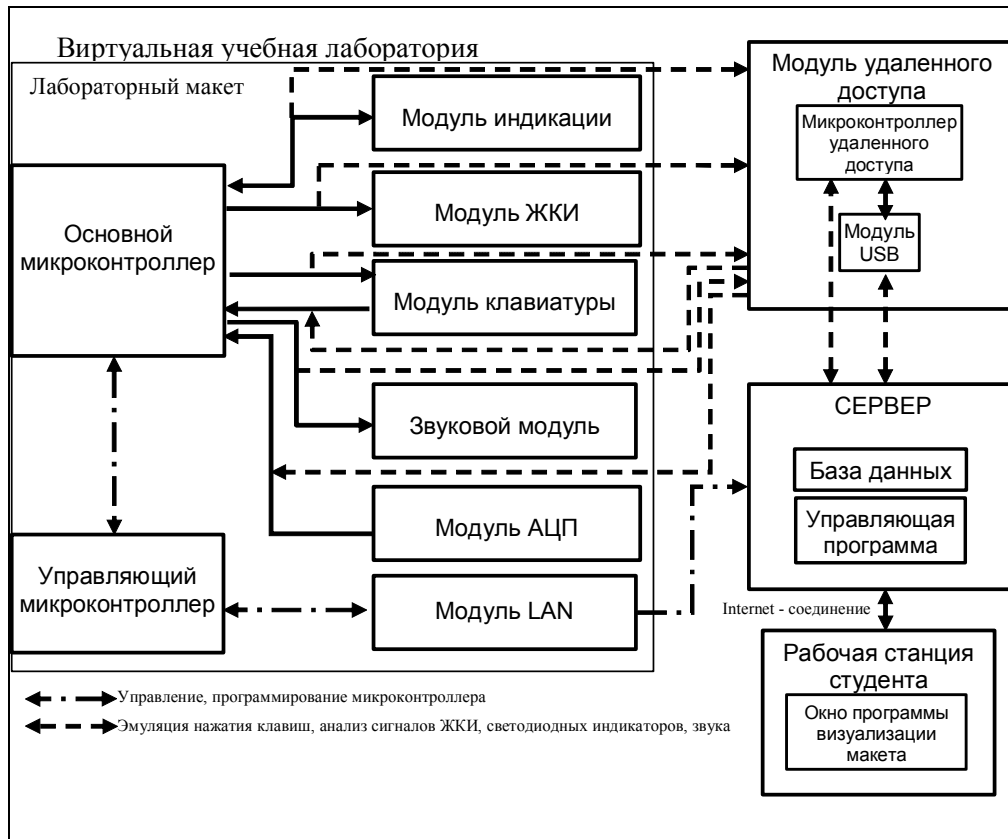 Виртуальная учебная лаборатория
Лабораторный макет
Основной
микроконтроллер
Управляющий
микроконтроллер
Модуль индикации
Модуль ЖКИ
Модуль клавиатуры
Звуковой модуль
Модуль АЦП
Модуль LAN
Модуль удаленного
доступа
Микроконтроллер
удаленного
доступа
Модуль
USB
СЕРВЕР
База данных
Управляющая
программа
Internet - соединение
Рабочая станция
студента
Окно программы
визуализации
макета
Управление, программирование микроконтроллера
Эмуляция нажатия клавиш, анализ сигналов ЖКИ, светодиодных индикаторов, звука